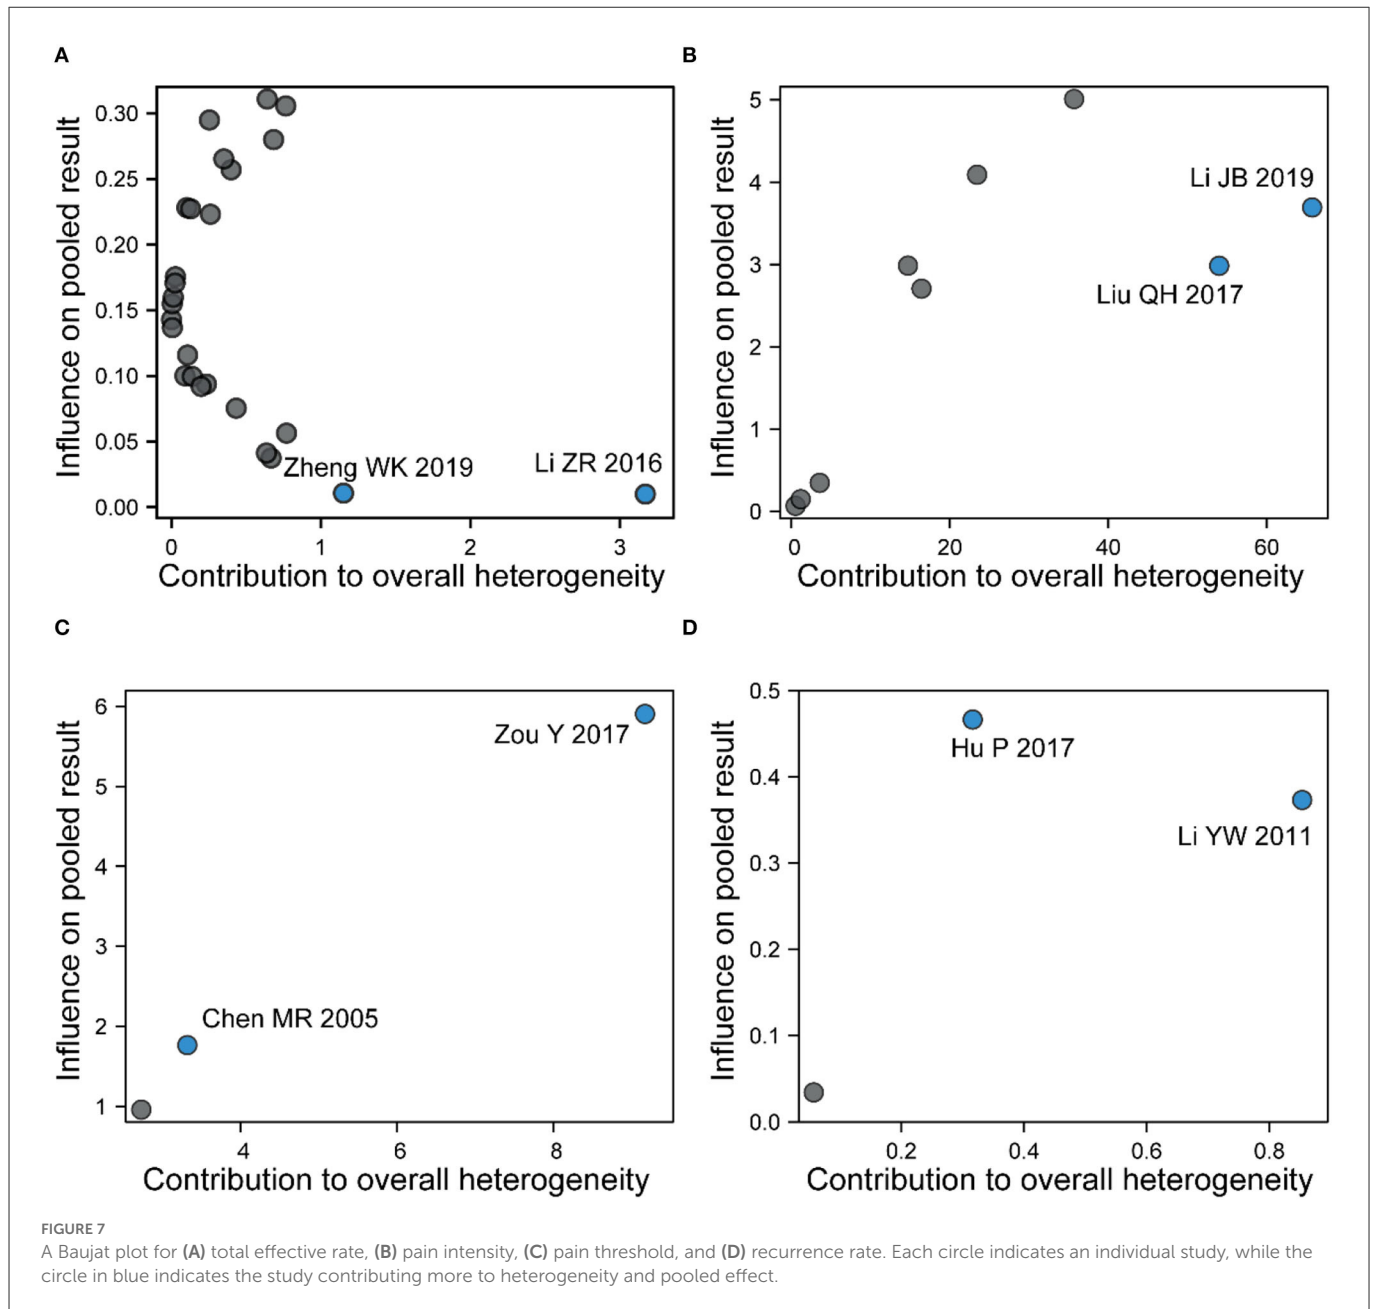 A
Influence on pooled result
0.30
0.25
0.20
0.15
0.10
0.05
0.00
Zheng WK 2019
Li ZR 2016
0 1 2 3
Contribution to overall heterogeneity
B
Influence on pooled result
5
4
3
2
1
0
Li JB 2019
Liu QH 2017
0 20 40 60
Contribution to overall heterogeneity
C
Influence on pooled result
6
5
4
3
2
1
Zou Y 2017
Chen MR 2005
4 6 8
Contribution to overall heterogeneity
D
Influence on pooled result
0.5
0.4
0.3
0.2
0.1
0.0
Hu P 2017
Li YW 2011
0.2 0.4 0.6 0.8
Contribution to overall heterogeneity
FIGURE 7
A Baujat plot for (A) total effective rate, (B) pain intensity, (C) pain threshold, and (D) recurrence rate. Each circle indicates an individual study, while the
circle in blue indicates the study contributing more to heterogeneity and pooled effect.